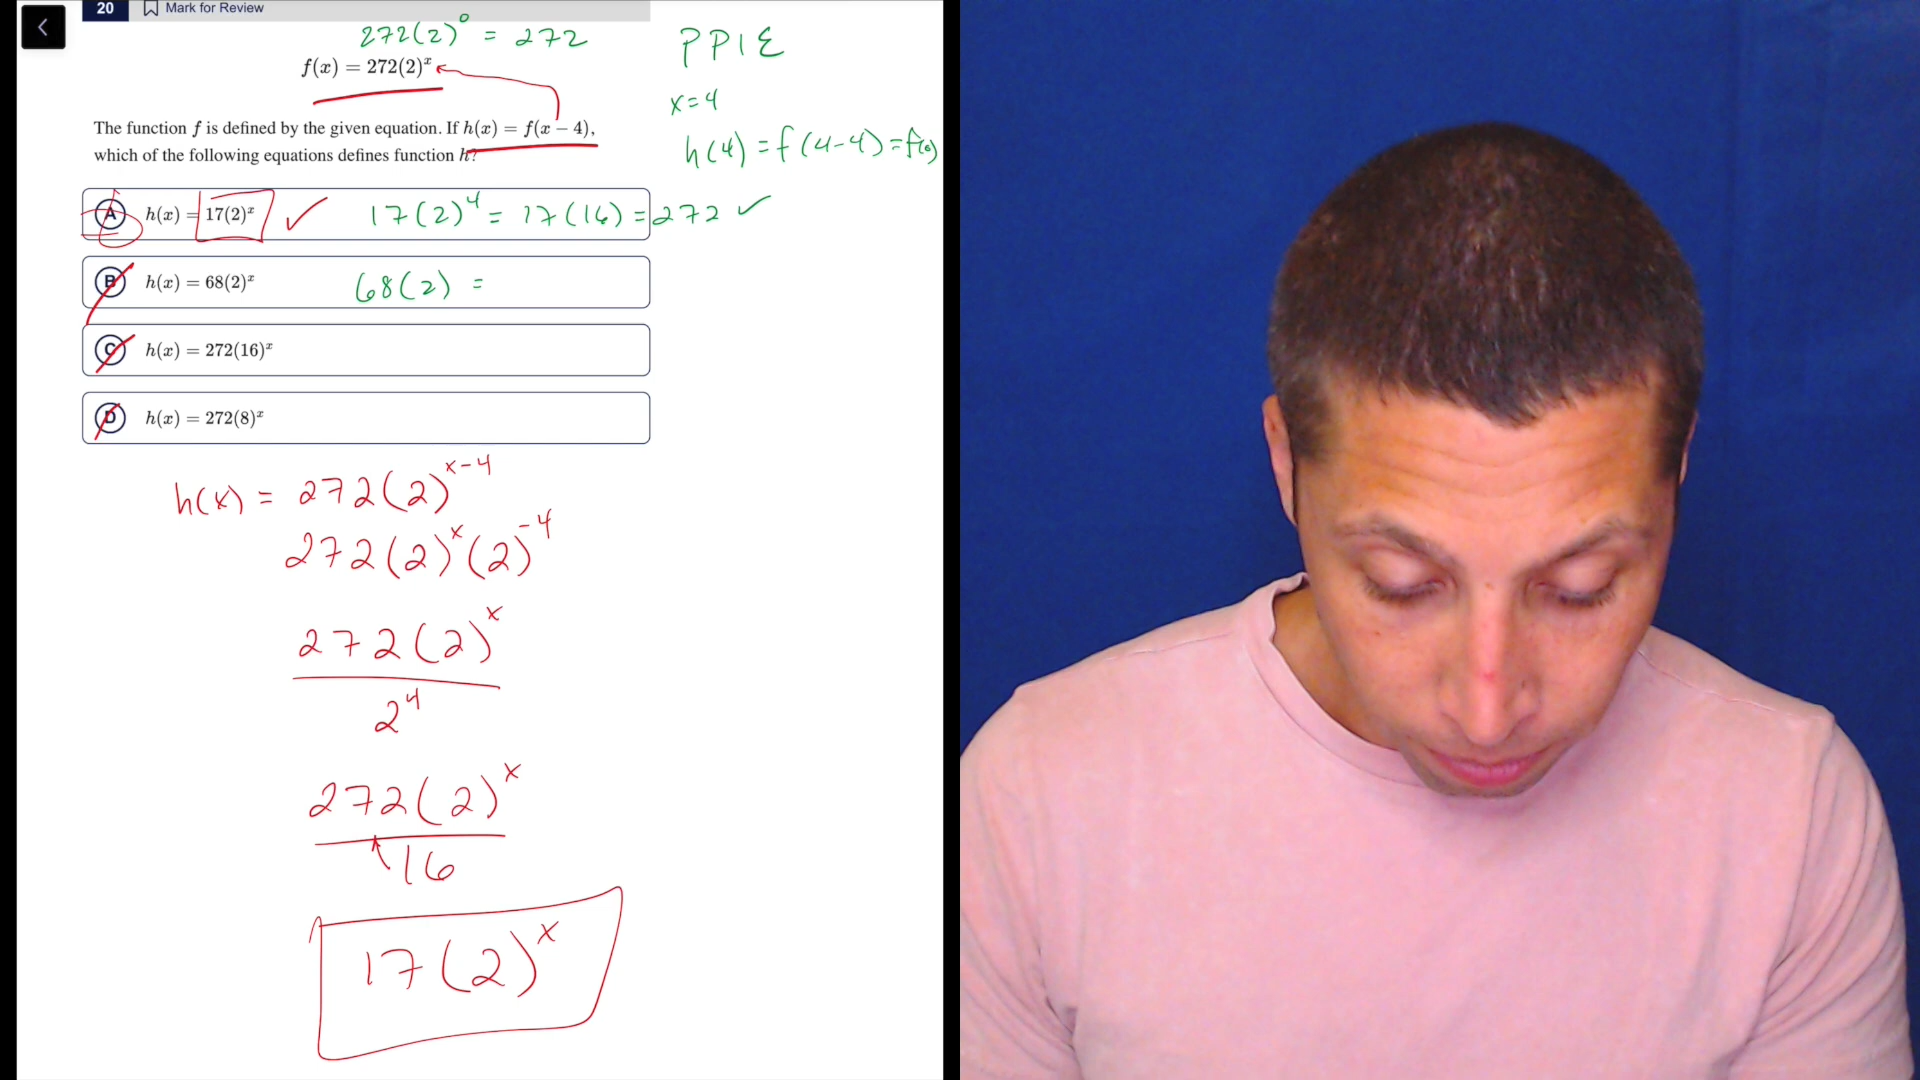 20 Mark for Review
272(2)⁰ = 272
f(x) = 272(2)ˣ
The function f is defined by the given equation. If h(x) = f(x − 4),
which of the following equations defines function h?
A h(x) = 17(2)ˣ ✓ 17(2)⁴ = 17(16) = 272 ✓
B h(x) = 68(2)ˣ 68(2) =
C h(x) = 272(16)ˣ
D h(x) = 272(8)ˣ
h(x) = 272(2)ˣ⁻⁴
272(2)ˣ(2)⁻⁴
272(2)ˣ
2⁴
272(2)ˣ
16
17(2)ˣ
PPIE
x=4
h(4) = f(4-4) = f(0)